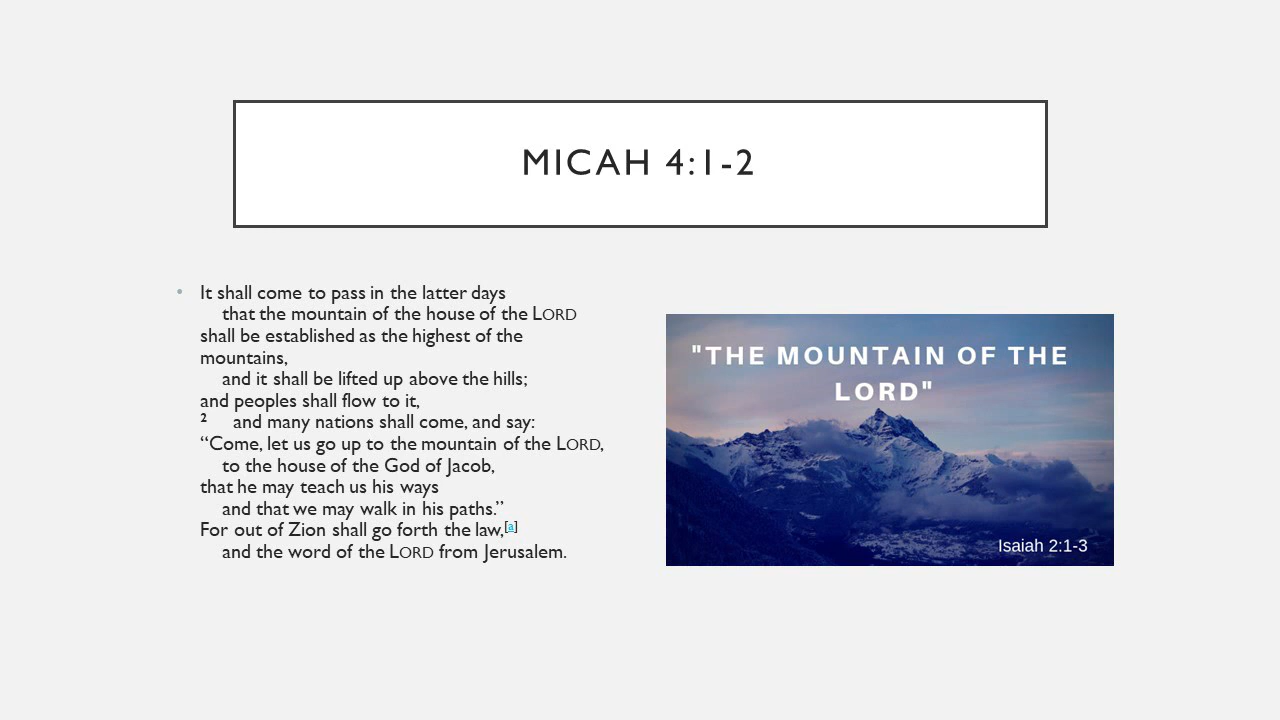 MICAH 4:1-2
• It shall come to pass in the latter days
that the mountain of the house of the LORD
shall be established as the highest of the
mountains,
and it shall be lifted up above the hills;
and peoples shall flow to it,
2 and many nations shall come, and say:
“Come, let us go up to the mountain of the LORD,
to the house of the God of Jacob,
that he may teach us his ways
and that we may walk in his paths.”
For out of Zion shall go forth the law,[a]
and the word of the LORD from Jerusalem.
"THE MOUNTAIN OF THE
LORD"
Isaiah 2:1-3